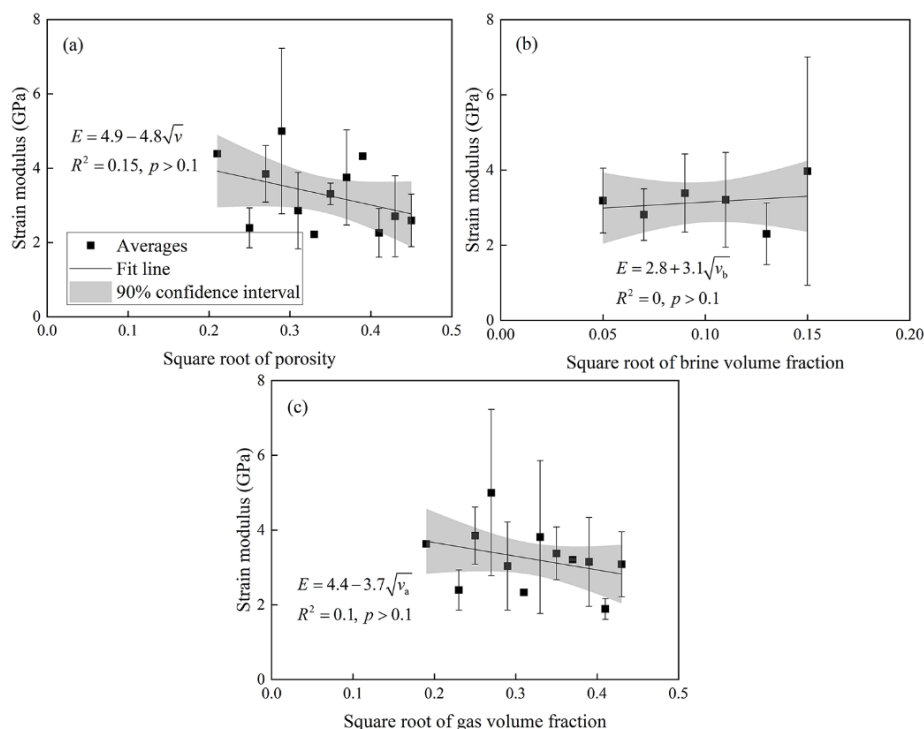 (a)
8
6
4
2
0
0.0
0.1
0.2
0.3
0.4
0.5
Strain modulus (GPa)
Square root of porosity
E = 4.9 − 4.8√v
R² = 0.15, p > 0.1
Averages
Fit line
90% confidence interval
(b)
8
6
4
2
0
0.00
0.05
0.10
0.15
0.20
Strain modulus (GPa)
Square root of brine volume fraction
E = 2.8 + 3.1√v_b
R² = 0, p > 0.1
(c)
8
6
4
2
0
0.0
0.1
0.2
0.3
0.4
0.5
Strain modulus (GPa)
Square root of gas volume fraction
E = 4.4 − 3.7√v_a
R² = 0.1, p > 0.1